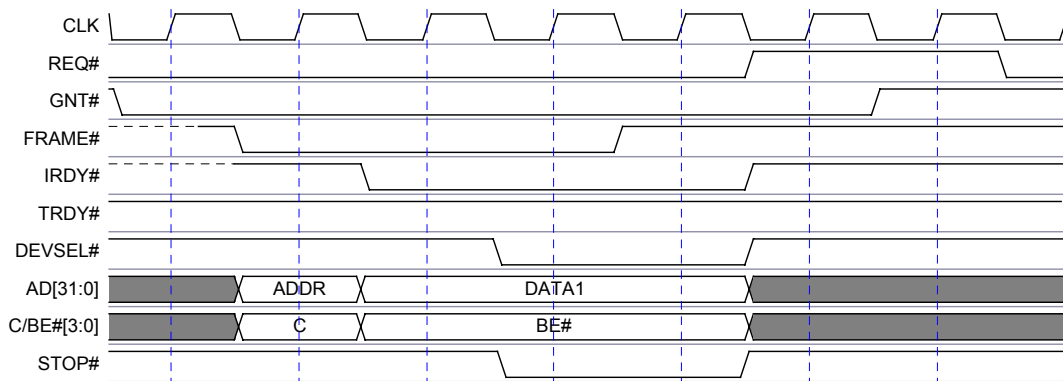 CLK
REQ#
GNT#
FRAME#
IRDY#
TRDY#
DEVSEL#
AD[31:0] ADDR DATA1
C/BE#[3:0] C BE#
STOP#